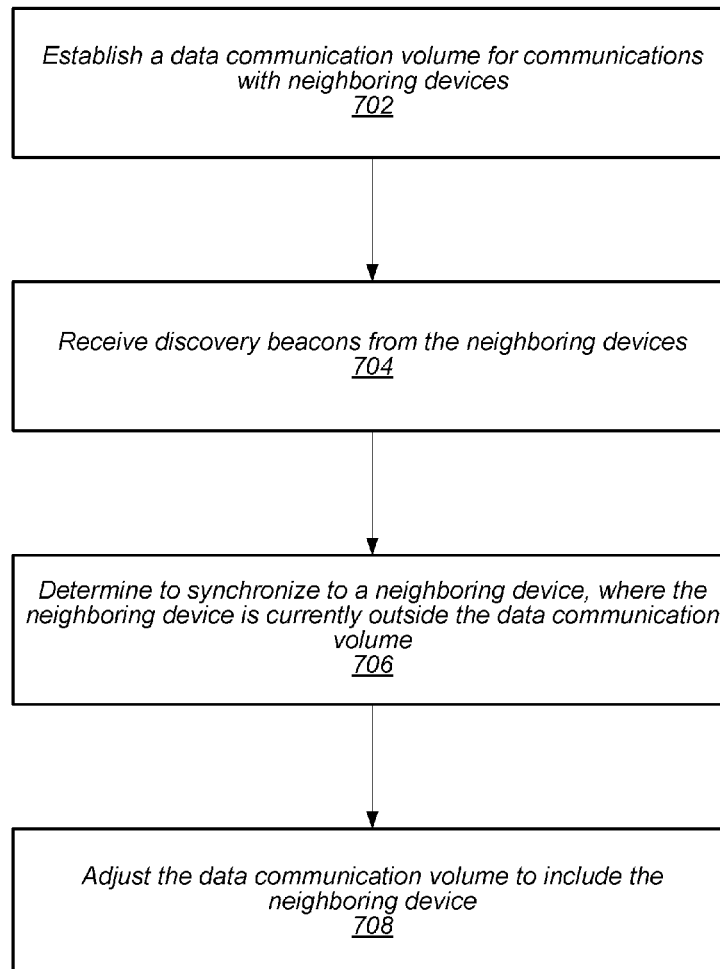 Establish a data communication volume for communications
with neighboring devices
702
Receive discovery beacons from the neighboring devices
704
Determine to synchronize to a neighboring device, where the
neighboring device is currently outside the data communication
volume
706
Adjust the data communication volume to include the
neighboring device
708